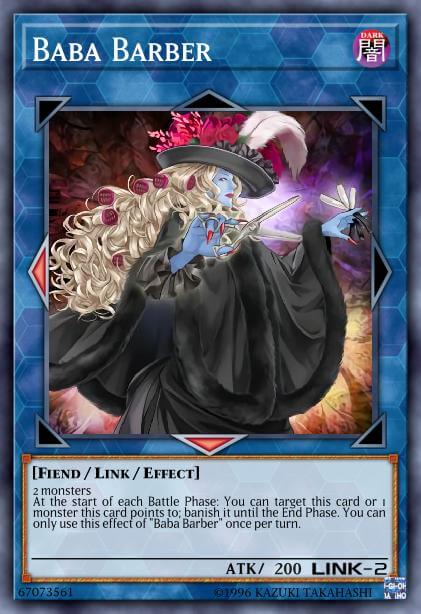 BABA BARBER
DARK
闇
[FIEND / LINK / EFFECT]
2 monsters
At the start of each Battle Phase: You can target this card or 1
monster this card points to; banish it until the End Phase. You can
only use this effect of "Baba Barber" once per turn.
ATK/ 200 LINK-2
67073561
©1996 KAZUKI TAKAHASHI